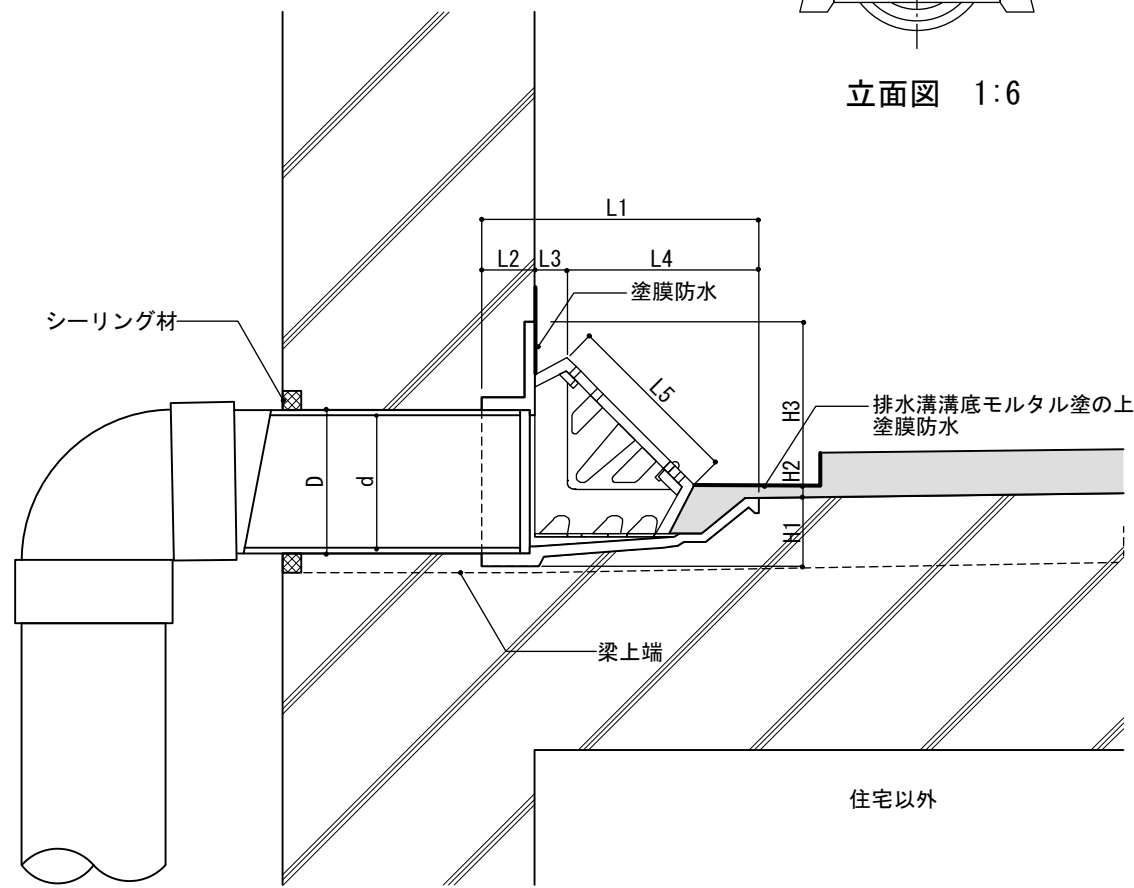 立面図 1:6
L1
L2 L3 L4
塗膜防水
シーリング材
L5
H3
排水溝溝底モルタル塗の上
塗膜防水
H2
D
d
H1
梁上端
住宅以外